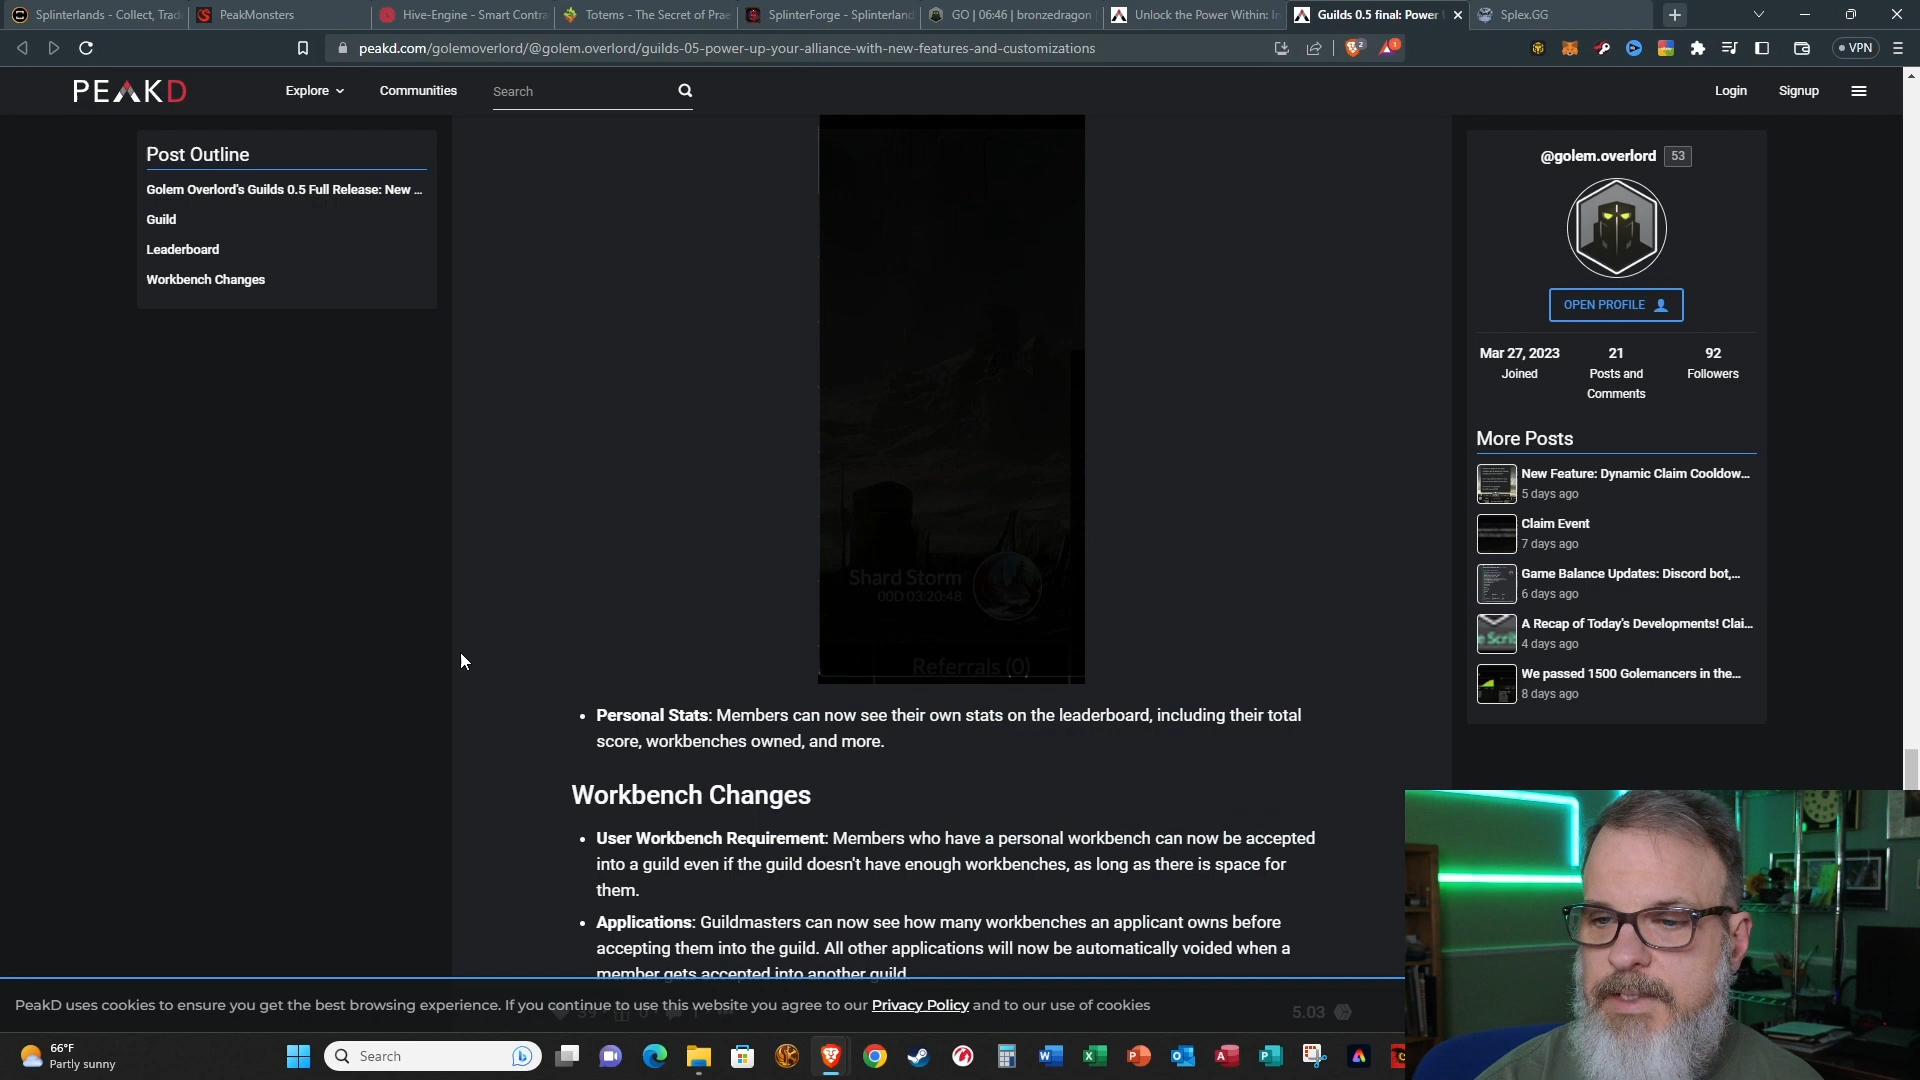 Splinterlands - Collect, Trad
PeakMonsters
Hive-Engine - Smart Contra
Totems - The Secret of Prae
SplinterForge - Splinterland
GO | 06:46 | bronzedragon
Unlock the Power Within: In
Guilds 0.5 final: Power
Splex.GG
peakd.com/golemoverlord/@golem.overlord/guilds-05-power-up-your-alliance-with-new-features-and-customizations
2
1
VPN
PEAKD
Explore
Communities
Search
Login
Signup
Post Outline
Golem Overlord's Guilds 0.5 Full Release: New ...
Guild
Leaderboard
Workbench Changes
Shard Storm
00D 03:20:48
Referrals (0)
• Personal Stats: Members can now see their own stats on the leaderboard, including their total
score, workbenches owned, and more.
Workbench Changes
• User Workbench Requirement: Members who have a personal workbench can now be accepted
into a guild even if the guild doesn't have enough workbenches, as long as there is space for
them.
• Applications: Guildmasters can now see how many workbenches an applicant owns before
accepting them into the guild. All other applications will now be automatically voided when a
member gets accepted into another guild.
@golem.overlord 53
OPEN PROFILE
Mar 27, 2023
Joined
21
Posts and
Comments
92
Followers
More Posts
New Feature: Dynamic Claim Cooldow...
5 days ago
Claim Event
7 days ago
Game Balance Updates: Discord bot,...
6 days ago
A Recap of Today's Developments! Clai...
4 days ago
We passed 1500 Golemancers in the...
8 days ago
PeakD uses cookies to ensure you get the best browsing experience. If you continue to use this website you agree to our Privacy Policy and to our use of cookies
39
5.03
66°F
Partly sunny
Search